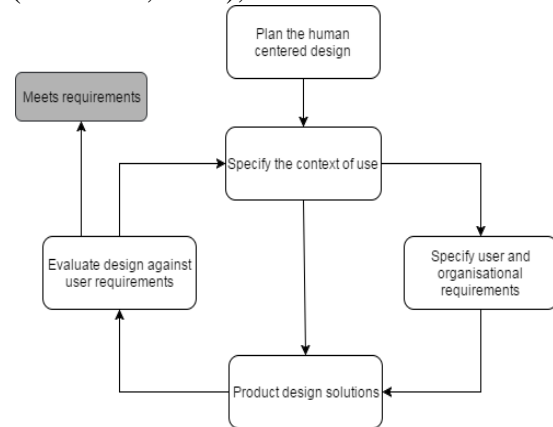 Plan the human
centered design
Meets requirements
Specify the context of use
Evaluate design against
user requirements
Specify user and
organisational
requirements
Product design solutions